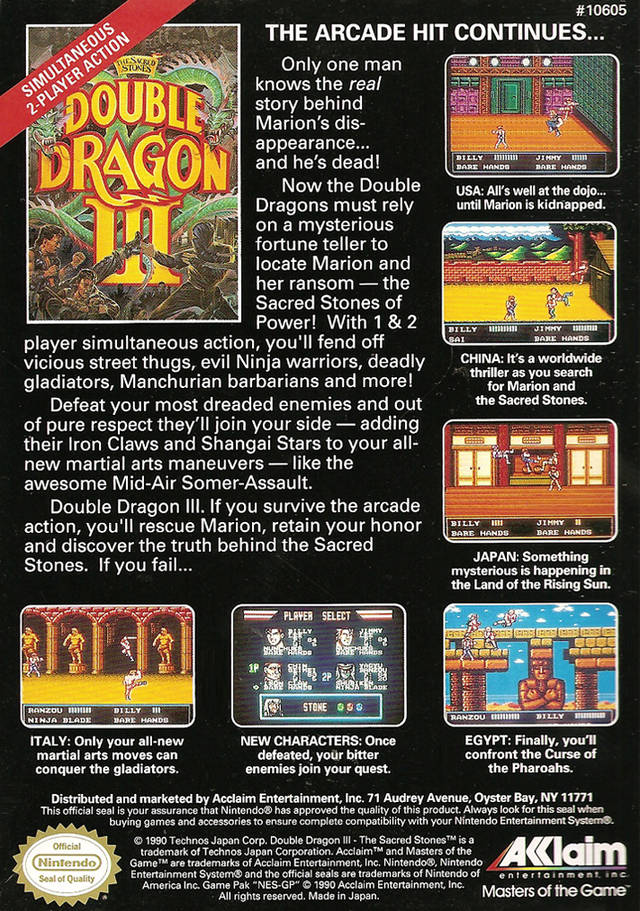 #10605
SIMULTANEOUS
2-PLAYER ACTION
THE SACRED
STONES
DOUBLE
DRAGON
III
THE ARCADE HIT CONTINUES...
Only one man
knows the real
story behind
Marion's dis-
appearance...
and he's dead!
Now the Double
Dragons must rely
on a mysterious
fortune teller to
locate Marion and
her ransom — the
Sacred Stones of
Power! With 1 & 2
player simultaneous action, you'll fend off
vicious street thugs, evil Ninja warriors, deadly
gladiators, Manchurian barbarians and more!
Defeat your most dreaded enemies and out
of pure respect they'll join your side — adding
their Iron Claws and Shangai Stars to your all-
new martial arts maneuvers — like the
awesome Mid-Air Somer-Assault.
Double Dragon III. If you survive the arcade
action, you'll rescue Marion, retain your honor
and discover the truth behind the Sacred
Stones. If you fail...
BILLY JIMMY
BARE HANDS BARE HANDS
USA: All's well at the dojo...
until Marion is kidnapped.
BILLY JIMMY
SAI BARE HANDS
CHINA: It's a worldwide
thriller as you search
for Marion and
the Sacred Stones.
BILLY JIMMY
BARE HANDS BARE HANDS
JAPAN: Something
mysterious is happening in
the Land of the Rising Sun.
RANZOU BILLY
NINJA BLADE BARE HANDS
ITALY: Only your all-new
martial arts moves can
conquer the gladiators.
PLAYER SELECT
BILLY JIMMY
BARE HANDS BARE HANDS
1P 2P
STONE
NEW CHARACTERS: Once
defeated, your bitter
enemies join your quest.
RANZOU BILLY
EGYPT: Finally, you'll
confront the Curse of
the Pharoahs.
Distributed and marketed by Acclaim Entertainment, Inc. 71 Audrey Avenue, Oyster Bay, NY 11771
This official seal is your assurance that Nintendo® has approved the quality of this product. Always look for this seal when
buying games and accessories to ensure complete compatibility with your Nintendo Entertainment System®.
Official
Nintendo
Seal of Quality
© 1990 Technos Japan Corp. Double Dragon III - The Sacred Stones™ is a
trademark of Technos Japan Corporation. Acclaim™ and Masters of the
Game™ are trademarks of Acclaim Entertainment, Inc. Nintendo®, Nintendo
Entertainment System® and the official seals are trademarks of Nintendo of
America Inc. Game Pak "NES-GP" © 1990 Acclaim Entertainment, Inc.
All rights reserved. Made in Japan.
AKKlaim
entertainment, inc.
Masters of the Game™